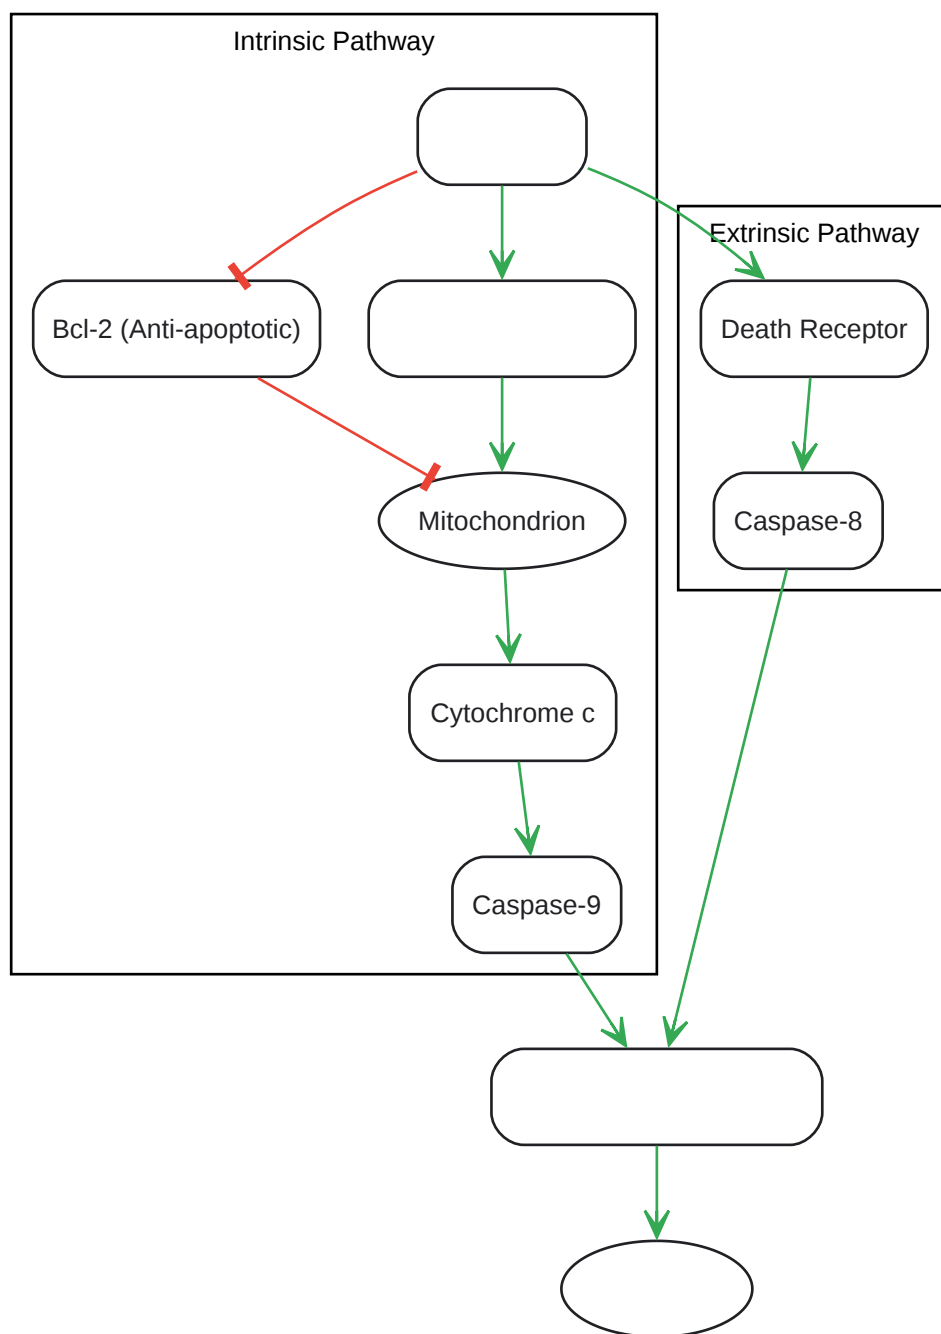 Intrinsic Pathway
Extrinsic Pathway
Bcl-2 (Anti-apoptotic)
Death Receptor
Mitochondrion
Caspase-8
Cytochrome c
Caspase-9